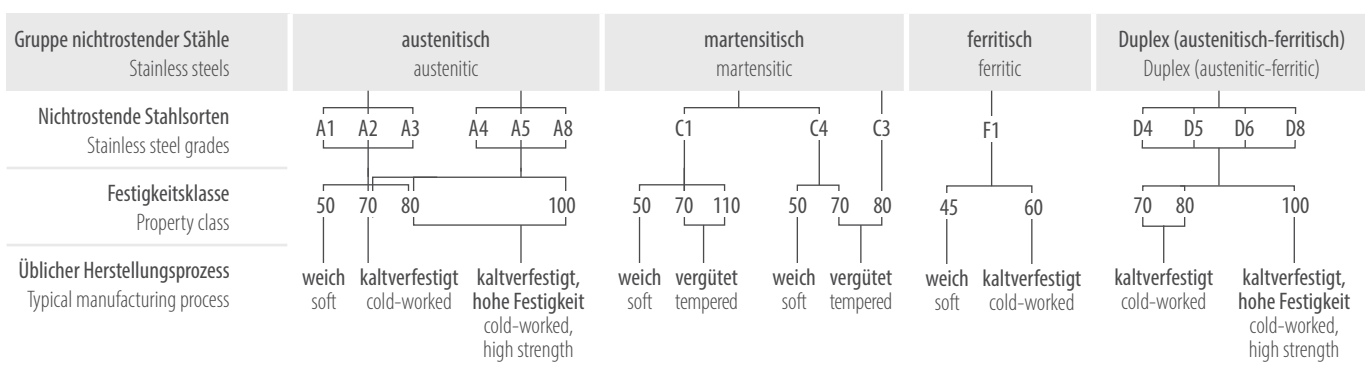 Gruppe nichtrostender Stähle austenitisch martensitisch ferritisch Duplex (austenitisch-ferritisch)
Stainless steels austenitic martensitic ferritic Duplex (austenitic-ferritic)
Nichtrostende Stahlsorten
Stainless steel grades
A1 A2 A3 A4 A5 A8 C1 C4 C3 F1 D4 D5 D6 D8
Festigkeitsklasse
Property class
50 70 80 100 50 70 110 50 70 80 45 60 70 80 100
Üblicher Herstellungsprozess
Typical manufacturing process
weich kaltverfestigt kaltverfestigt, weich vergütet weich vergütet weich kaltverfestigt kaltverfestigt kaltverfestigt,
soft cold-worked hohe Festigkeit soft tempered soft tempered soft cold-worked cold-worked hohe Festigkeit
cold-worked, cold-worked,
high strength high strength